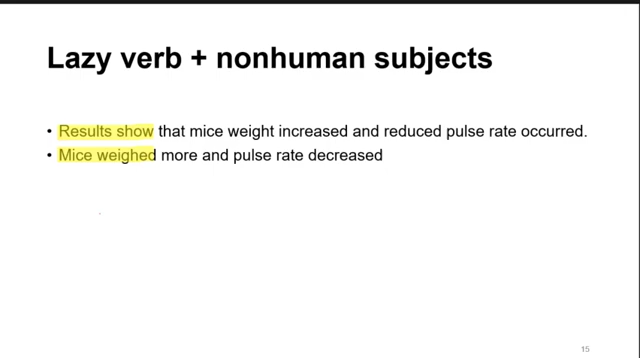 Lazy verb + nonhuman subjects
• Results show that mice weight increased and reduced pulse rate occurred.
• Mice weighed more and pulse rate decreased
15